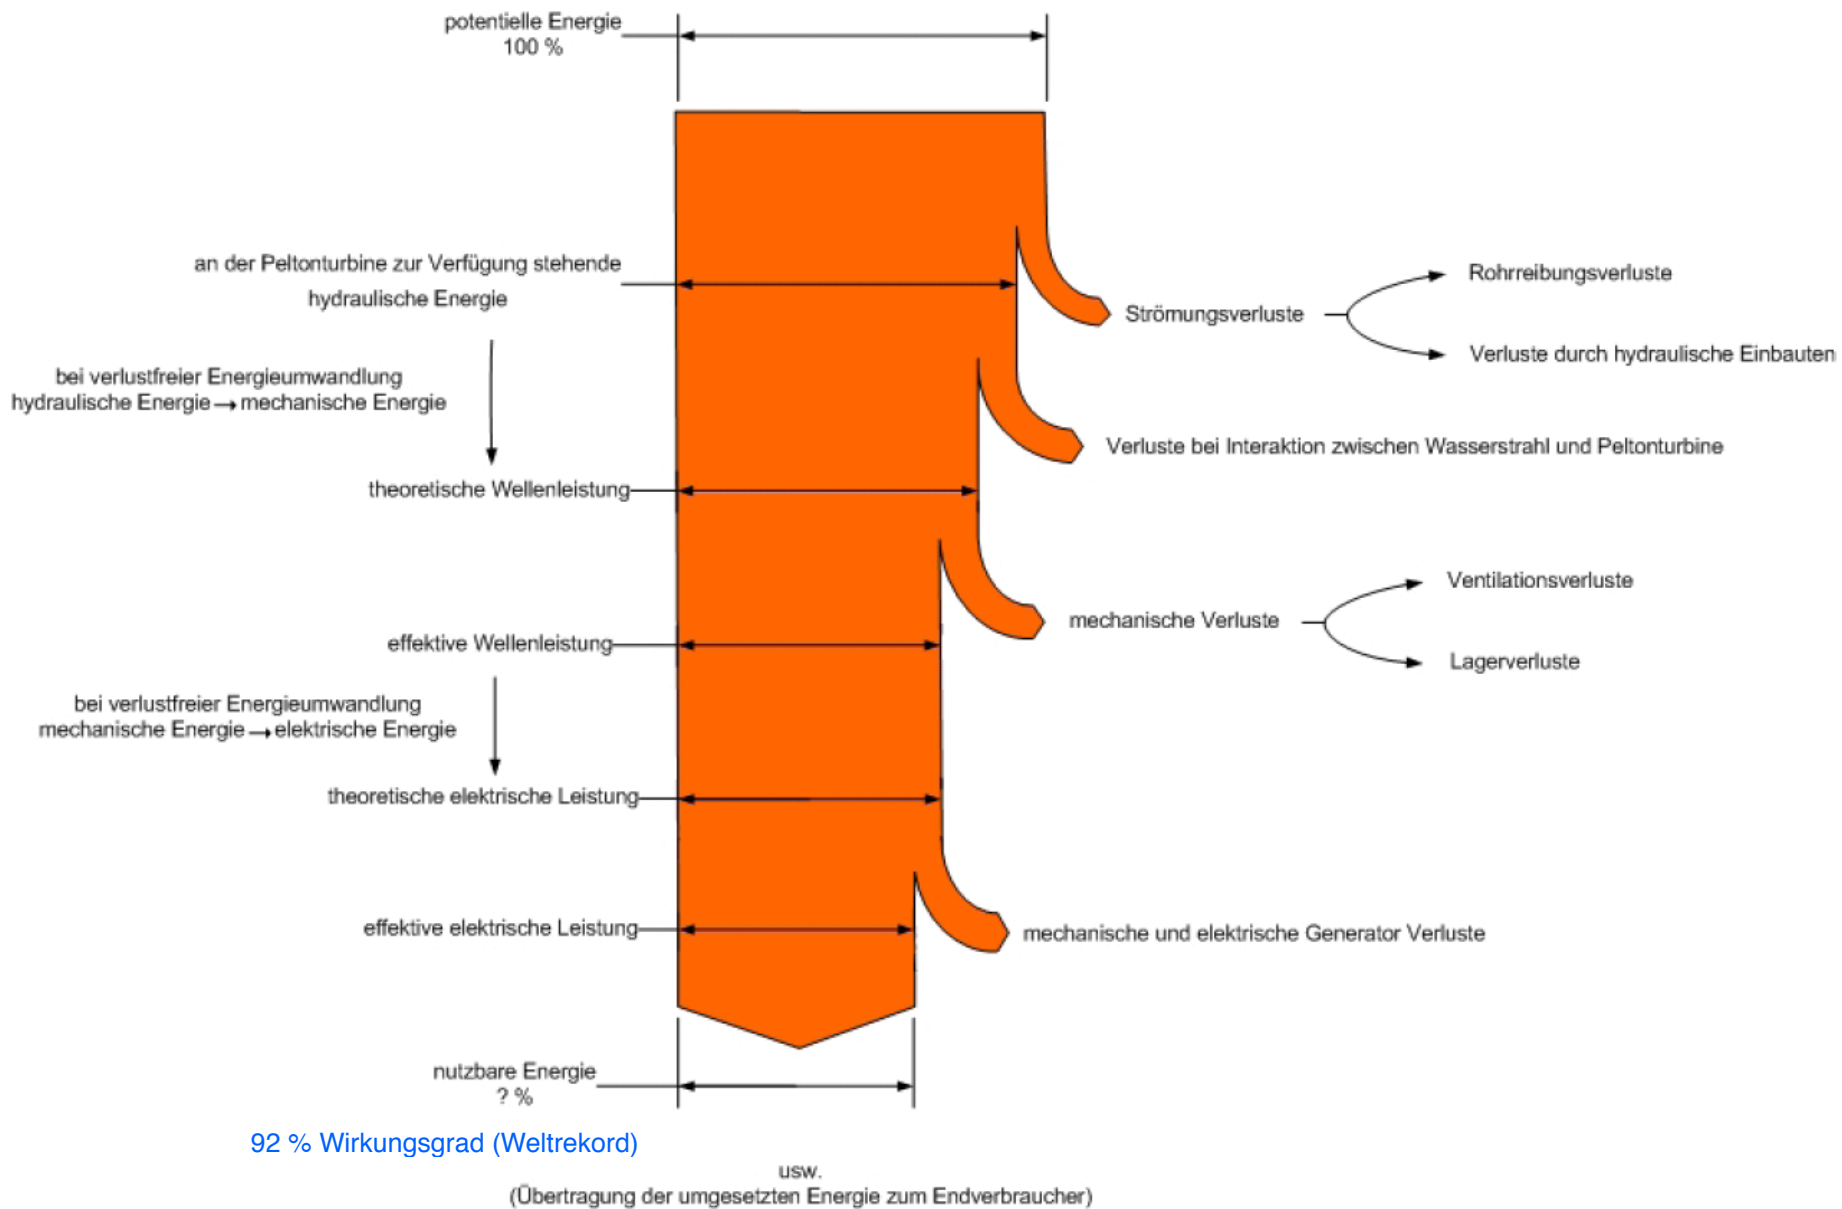 potentielle Energie
100 %
an der Peltonturbine zur Verfügung stehende
hydraulische Energie
Rohrreibungsverluste
Strömungsverluste
Verluste durch hydraulische Einbauten
bei verlustfreier Energieumwandlung
hydraulische Energie → mechanische Energie
Verluste bei Interaktion zwischen Wasserstrahl und Peltonturbine
theoretische Wellenleistung
Ventilationsverluste
mechanische Verluste
effektive Wellenleistung
Lagerverluste
bei verlustfreier Energieumwandlung
mechanische Energie → elektrische Energie
theoretische elektrische Leistung
effektive elektrische Leistung
mechanische und elektrische Generator Verluste
nutzbare Energie
? %
92 % Wirkungsgrad (Weltrekord)
usw.
(Übertragung der umgesetzten Energie zum Endverbraucher)